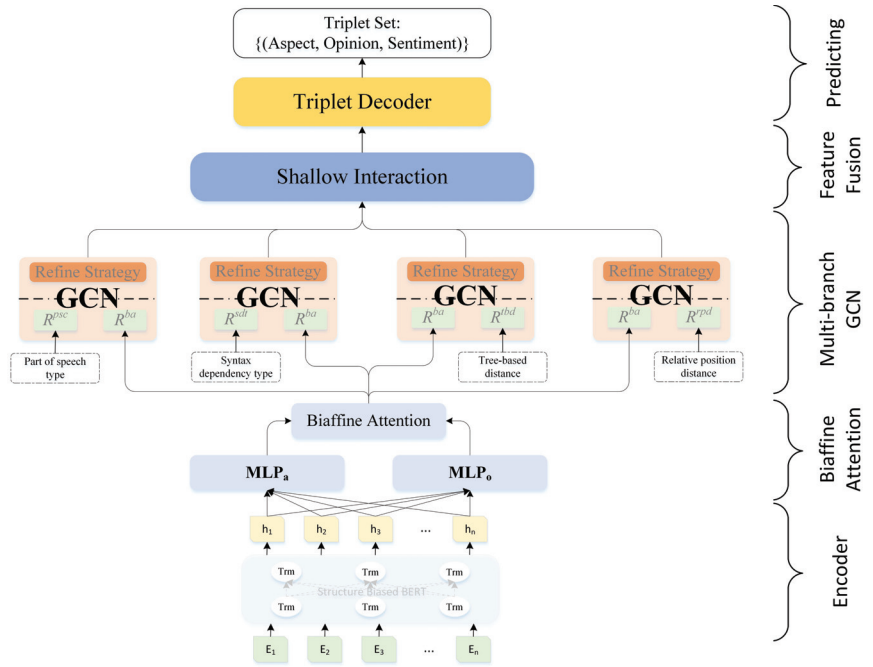 Triplet Set:
{(Aspect, Opinion, Sentiment)}
Triplet Decoder
Shallow Interaction
Refine Strategy
GCN
R^psc
R^ba
Part of speech
type
Refine Strategy
GCN
R^sdt
R^ba
Syntax
dependency type
Refine Strategy
GCN
R^ba
R^tbd
Tree-based
distance
Refine Strategy
GCN
R^ba
R^rpd
Relative position
distance
Biaffine Attention
MLP_a
MLP_o
h_1
h_2
h_3
...
h_n
Trm
Trm
Trm
Structure Biased BERT
Trm
Trm
Trm
E_1
E_2
E_3
...
E_n
Predicting
Feature
Fusion
Multi-branch
GCN
Biaffine
Attention
Encoder